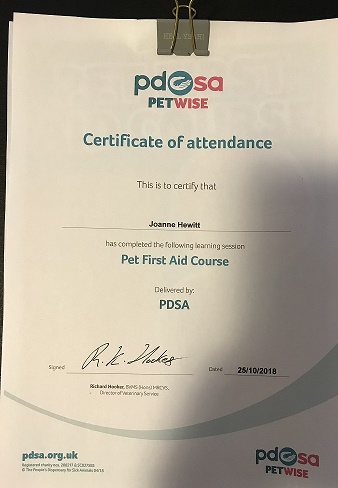 pdsa
PETWISE
Certificate of attendance
This is to certify that
Joanne Hewitt
has completed the following learning session
Pet First Aid Course
Delivered by:
PDSA
Signed R. K. Hooker Dated 25/10/2018
Richard Hooker, BVMS (Hons) MRCVS,
Director of Veterinary Service
pdsa.org.uk
pdsa
PETWISE